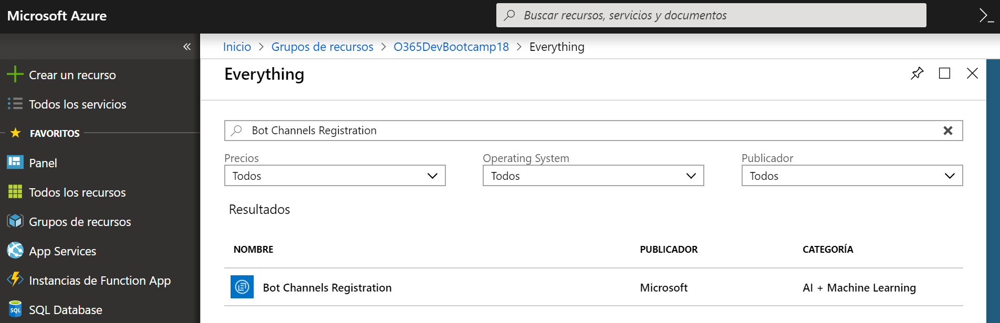 Microsoft Azure
Buscar recursos, servicios y documentos
Inicio > Grupos de recursos > O365DevBootcamp18 > Everything
Crear un recurso
Todos los servicios
FAVORITOS
Panel
Todos los recursos
Grupos de recursos
App Services
Instancias de Function App
SQL
SQL Database
Everything
Bot Channels Registration
Precios
Operating System
Publicador
Todos
Todos
Todos
Resultados
NOMBRE PUBLICADOR CATEGORÍA
Bot Channels Registration Microsoft AI + Machine Learning